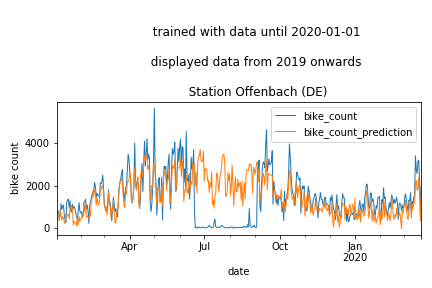 trained with data until 2020-01-01
displayed data from 2019 onwards
Station Offenbach (DE)
bike_count
bike_count_prediction
bike count
4000
2000
0
Apr
Jul
Oct
Jan
2020
date